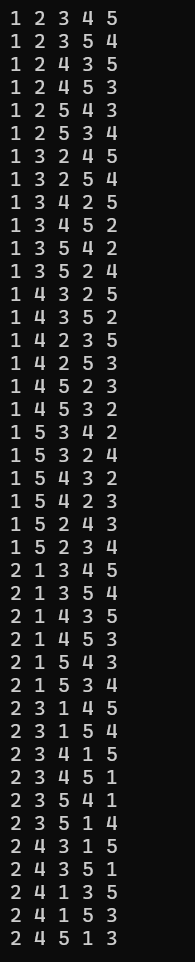 1 2 3 4 5
1 2 3 5 4
1 2 4 3 5
1 2 4 5 3
1 2 5 4 3
1 2 5 3 4
1 3 2 4 5
1 3 2 5 4
1 3 4 2 5
1 3 4 5 2
1 3 5 4 2
1 3 5 2 4
1 4 3 2 5
1 4 3 5 2
1 4 2 3 5
1 4 2 5 3
1 4 5 2 3
1 4 5 3 2
1 5 3 4 2
1 5 3 2 4
1 5 4 3 2
1 5 4 2 3
1 5 2 4 3
1 5 2 3 4
2 1 3 4 5
2 1 3 5 4
2 1 4 3 5
2 1 4 5 3
2 1 5 4 3
2 1 5 3 4
2 3 1 4 5
2 3 1 5 4
2 3 4 1 5
2 3 4 5 1
2 3 5 4 1
2 3 5 1 4
2 4 3 1 5
2 4 3 5 1
2 4 1 3 5
2 4 1 5 3
2 4 5 1 3